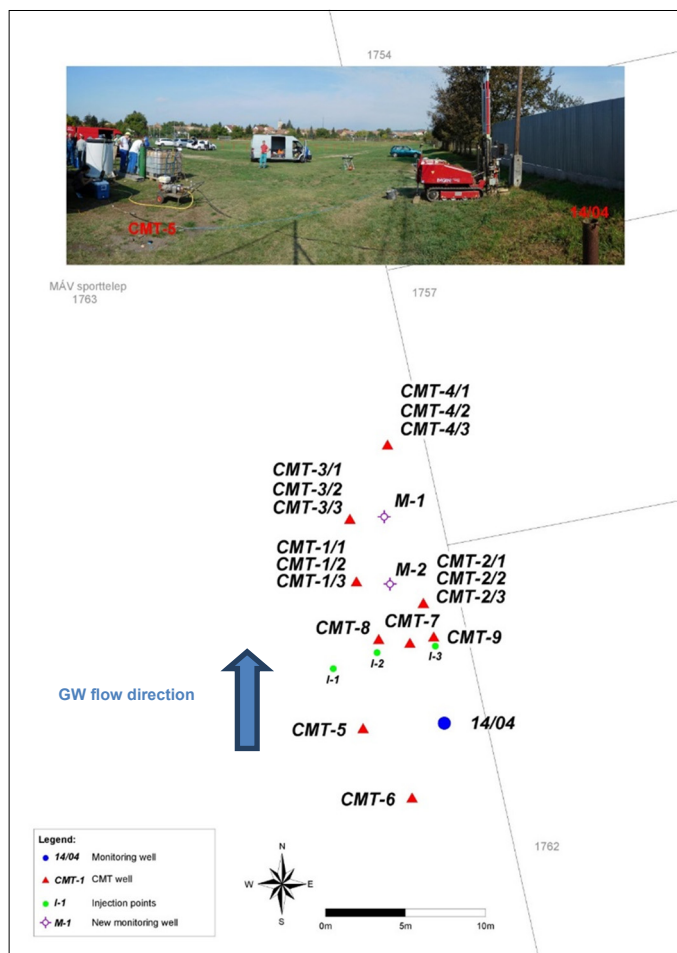 1754
CMT-5
14/04
MÁV sporttelep
1763
1757
CMT-4/1
CMT-4/2
CMT-4/3
CMT-3/1
CMT-3/2
CMT-3/3
M-1
CMT-1/1
CMT-1/2
CMT-1/3
M-2
CMT-2/1
CMT-2/2
CMT-2/3
CMT-7
CMT-8
CMT-9
I-2
I-3
I-1
GW flow direction
CMT-5
14/04
CMT-6
1762
Legend:
14/04 Monitoring well
CMT-1 CMT well
I-1 Injection points
M-1 New monitoring well
N
W E
S
0m 5m 10m